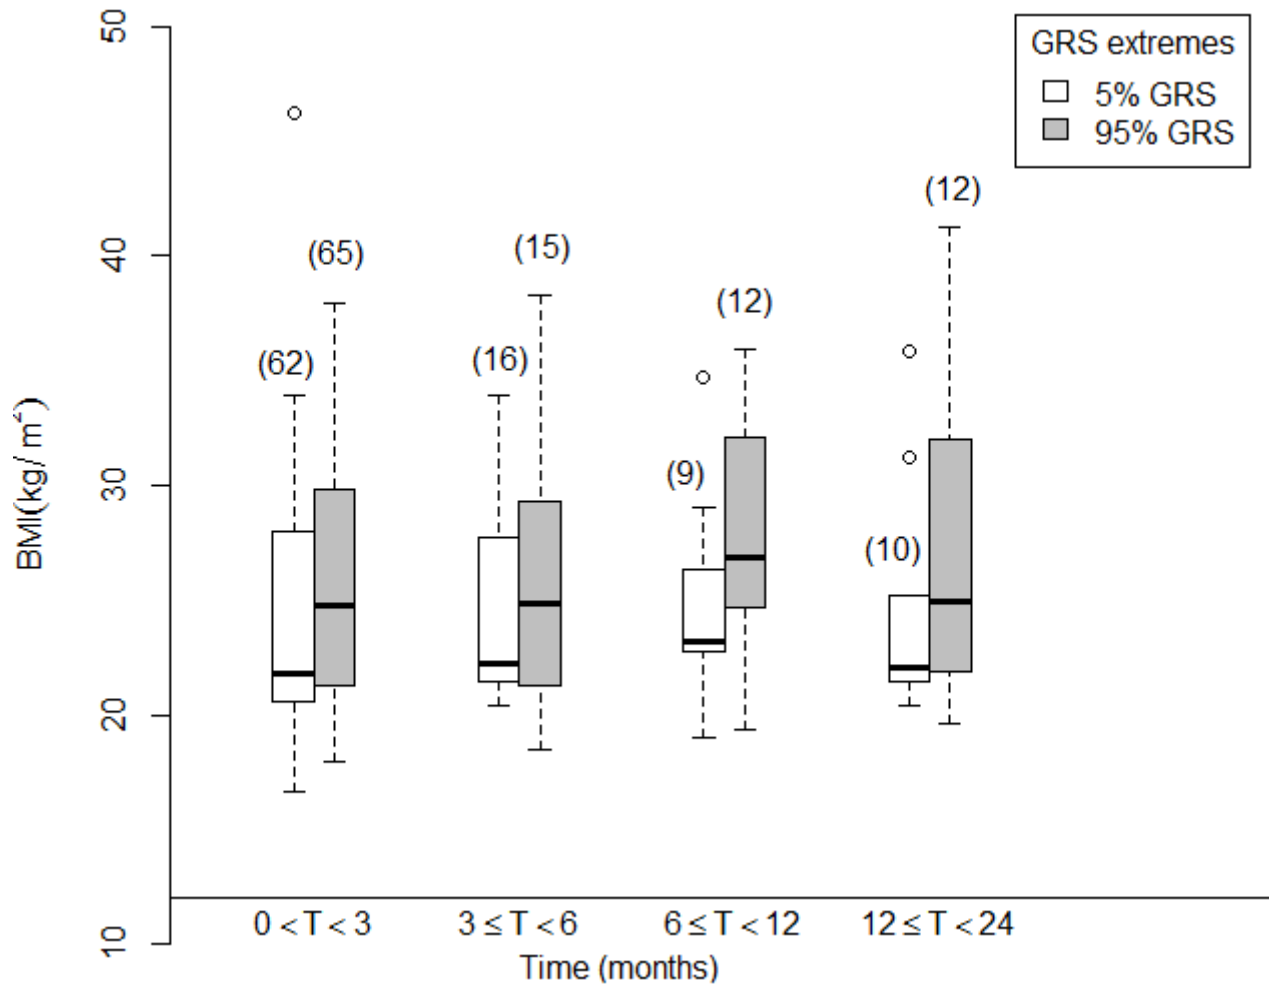 GRS extremes
5% GRS
95% GRS
50
40
30
20
10
BMI(kg/ m²)
(62)
(65)
(16)
(15)
(9)
(12)
(10)
(12)
0 < T < 3
3 ≤ T < 6
6 ≤ T < 12
12 ≤ T < 24
Time (months)